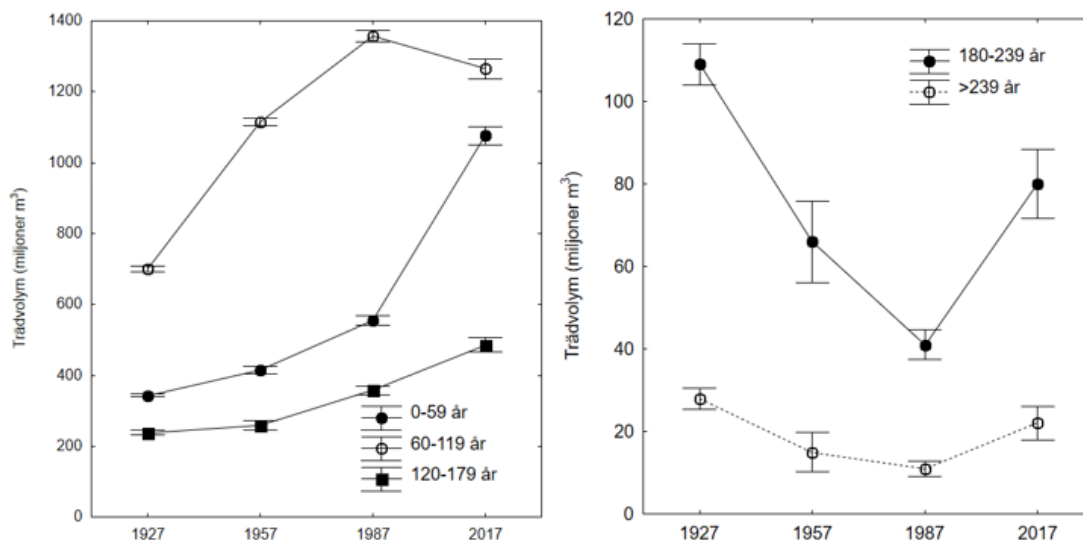 1400
1200
1000
800
600
400
200
0
Trädvolym (miljoner m³)
1927 1957 1987 2017
0-59 år
60-119 år
120-179 år
120
100
80
60
40
20
0
Trädvolym (miljoner m³)
1927 1957 1987 2017
180-239 år
>239 år